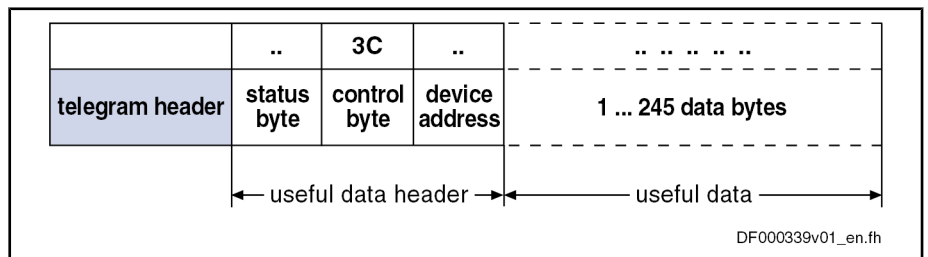 .. 3C .. .. .. .. .. ..
telegram header status byte control byte device address 1 ... 245 data bytes
useful data header useful data
DF000339v01_en.fh